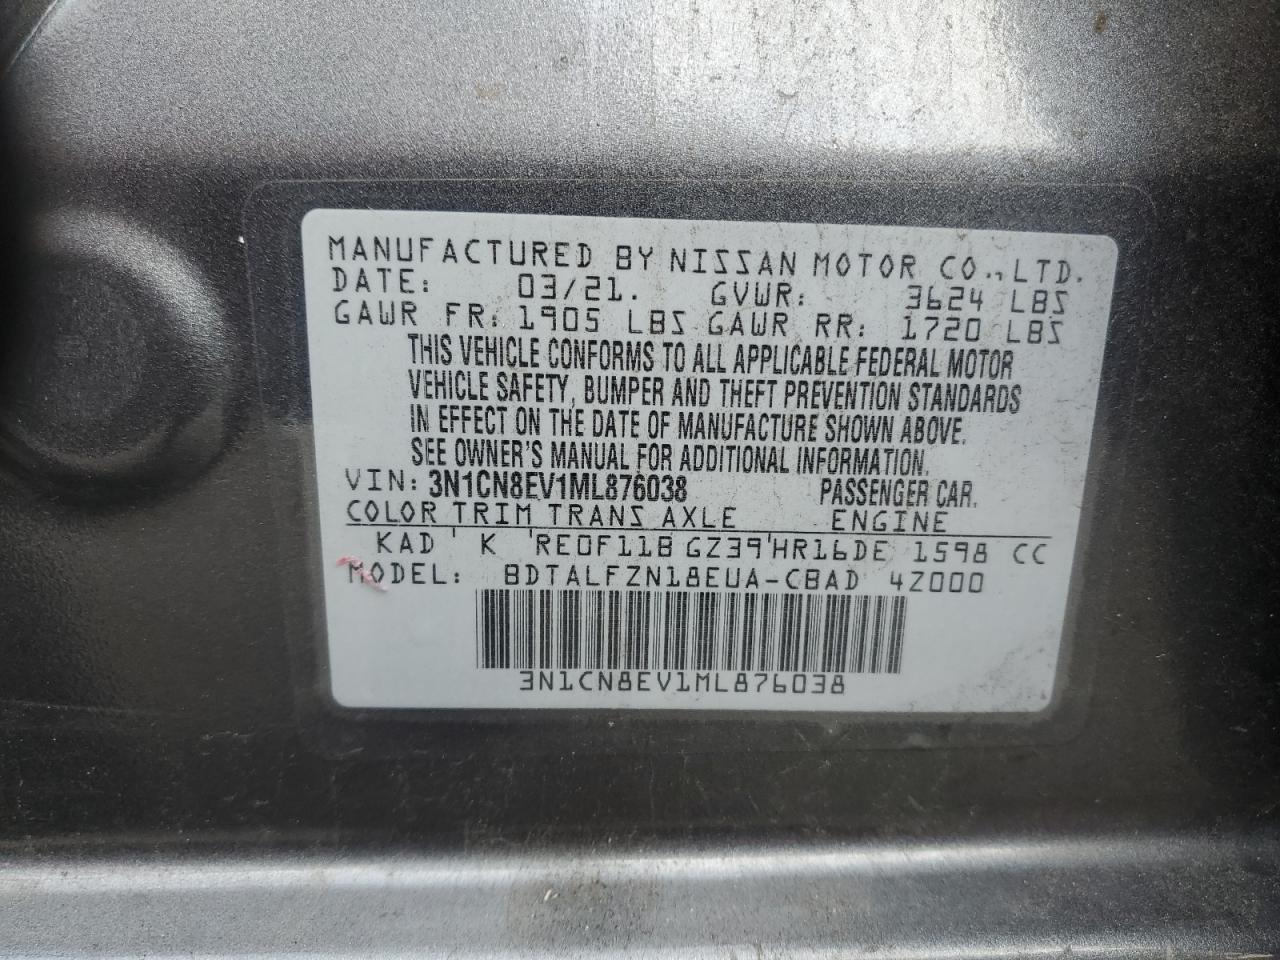 MANUFACTURED BY NISSAN MOTOR CO., LTD.
DATE: 03/21. GVWR: 3624 LBS
GAWR FR: 1905 LBS GAWR RR: 1720 LBS
THIS VEHICLE CONFORMS TO ALL APPLICABLE FEDERAL MOTOR
VEHICLE SAFETY, BUMPER AND THEFT PREVENTION STANDARDS
IN EFFECT ON THE DATE OF MANUFACTURE SHOWN ABOVE.
SEE OWNER'S MANUAL FOR ADDITIONAL INFORMATION.
VIN: 3N1CN8EV1ML876038 PASSENGER CAR.
COLOR TRIM TRANS AXLE ENGINE
KAD ' K 'RE0F11B GZ39'HR16DE 1598 CC
MODEL: BDTALFZN18EUA-CBAD 4Z000
3N1CN8EV1ML876038